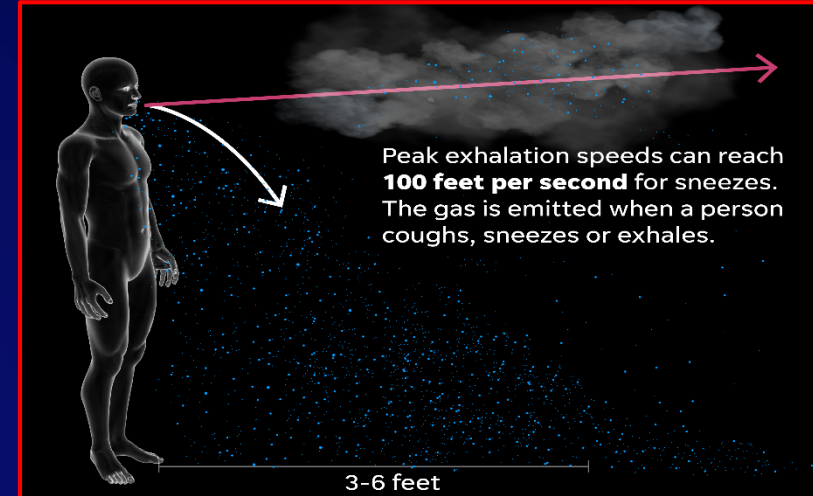 Peak exhalation speeds can reach
100 feet per second for sneezes.
The gas is emitted when a person
coughs, sneezes or exhales.
3-6 feet